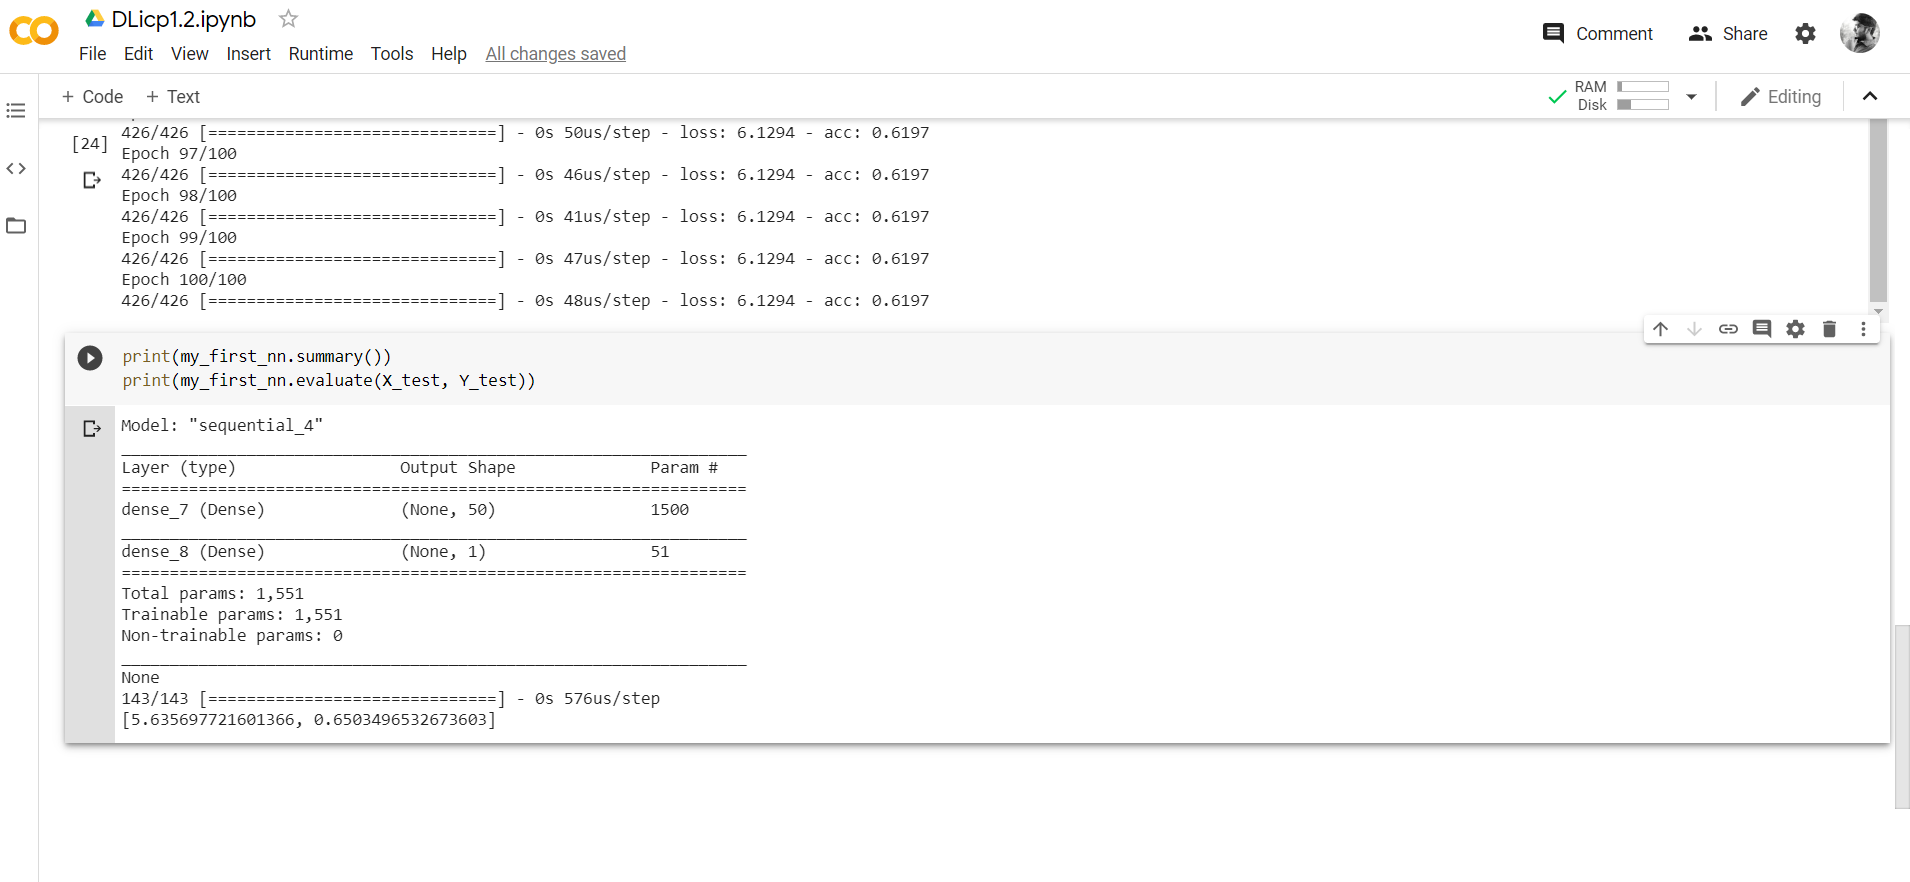 DLicp1.2.ipynb
File Edit View Insert Runtime Tools Help All changes saved
Comment Share
+ Code + Text
RAM
Disk
Editing
[24]
426/426 [==============================] - 0s 50us/step - loss: 6.1294 - acc: 0.6197
Epoch 97/100
426/426 [==============================] - 0s 46us/step - loss: 6.1294 - acc: 0.6197
Epoch 98/100
426/426 [==============================] - 0s 41us/step - loss: 6.1294 - acc: 0.6197
Epoch 99/100
426/426 [==============================] - 0s 47us/step - loss: 6.1294 - acc: 0.6197
Epoch 100/100
426/426 [==============================] - 0s 48us/step - loss: 6.1294 - acc: 0.6197
print(my_first_nn.summary())
print(my_first_nn.evaluate(X_test, Y_test))
Model: "sequential_4"
_________________________________________________________________
Layer (type) Output Shape Param #
=================================================================
dense_7 (Dense) (None, 50) 1500
_________________________________________________________________
dense_8 (Dense) (None, 1) 51
=================================================================
Total params: 1,551
Trainable params: 1,551
Non-trainable params: 0
_________________________________________________________________
None
143/143 [==============================] - 0s 576us/step
[5.635697721601366, 0.6503496532673603]